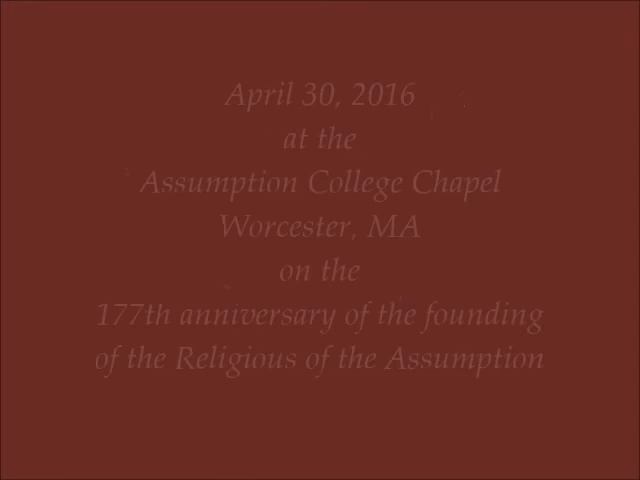 April 30, 2016
at the
Assumption College Chapel
Worcester, MA
on the
177th anniversary of the founding
of the Religious of the Assumption